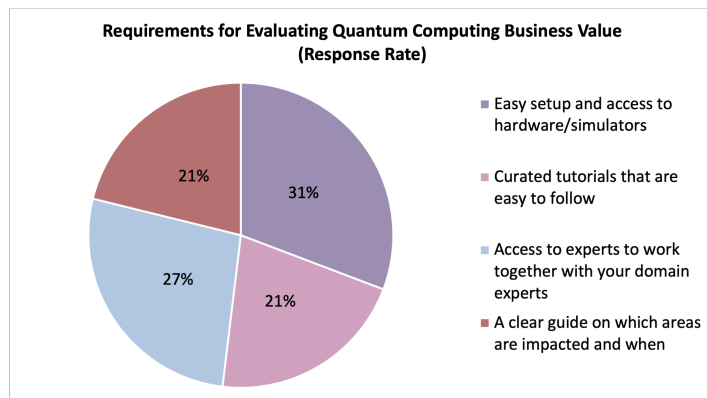 Requirements for Evaluating Quantum Computing Business Value
(Response Rate)
31%
21%
27%
21%
Easy setup and access to
hardware/simulators
Curated tutorials that are
easy to follow
Access to experts to work
together with your domain
experts
A clear guide on which areas
are impacted and when